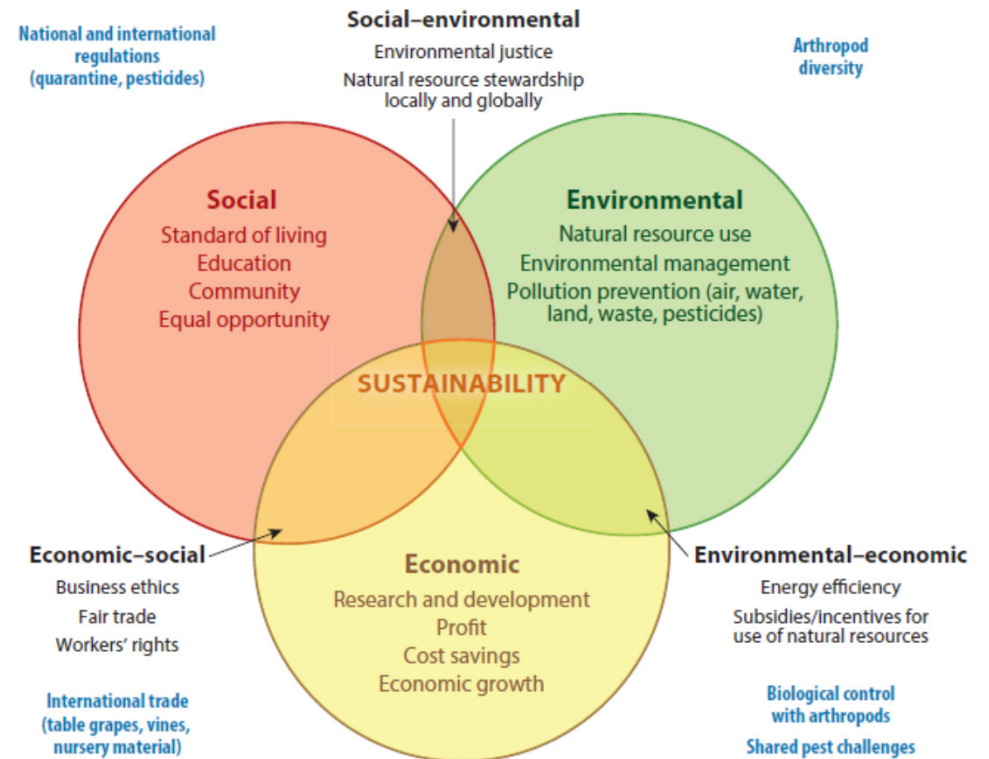 National and international
regulations
(quarantine, pesticides)
Social–environmental
Environmental justice
Natural resource stewardship
locally and globally
Arthropod
diversity
Social
Standard of living
Education
Community
Equal opportunity
Environmental
Natural resource use
Environmental management
Pollution prevention (air, water,
land, waste, pesticides)
SUSTAINABILITY
Economic–social
Business ethics
Fair trade
Workers’ rights
Economic
Research and development
Profit
Cost savings
Economic growth
Environmental–economic
Energy efficiency
Subsidies/incentives for
use of natural resources
International trade
(table grapes, vines,
nursery material)
Biological control
with arthropods
Shared pest challenges